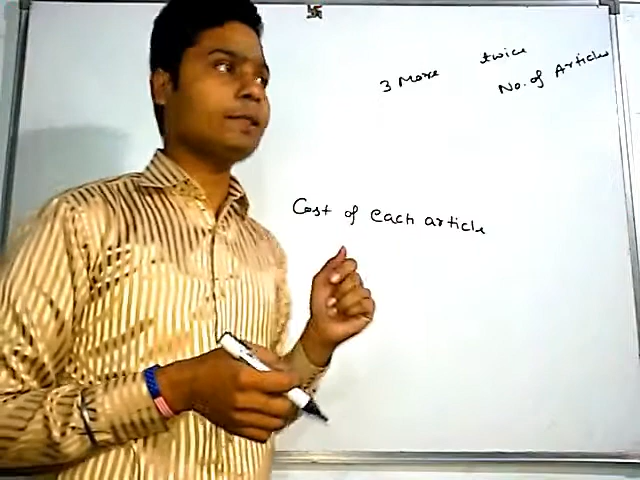 3 More twice
No. of Articles
Cost of each article